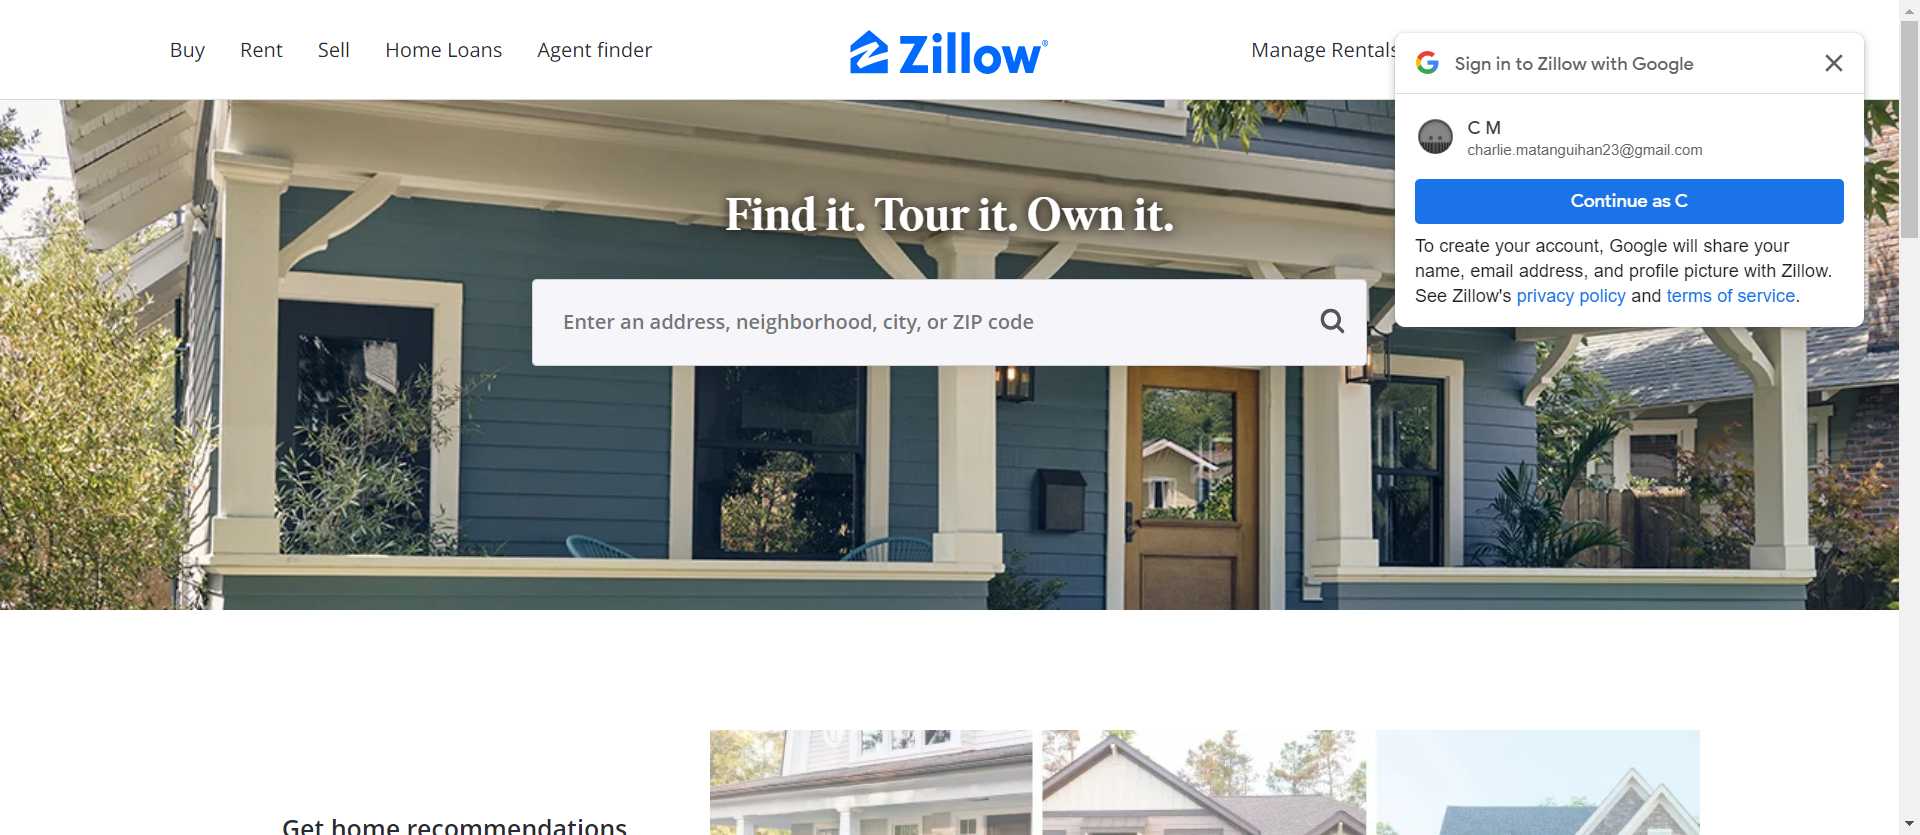 Buy Rent Sell Home Loans Agent finder
Zillow
Manage Rentals
Sign in to Zillow with Google
C M
charlie.matanguihan23@gmail.com
Continue as C
To create your account, Google will share your
name, email address, and profile picture with Zillow.
See Zillow's privacy policy and terms of service.
Find it. Tour it. Own it.
Enter an address, neighborhood, city, or ZIP code
Get home recommendations